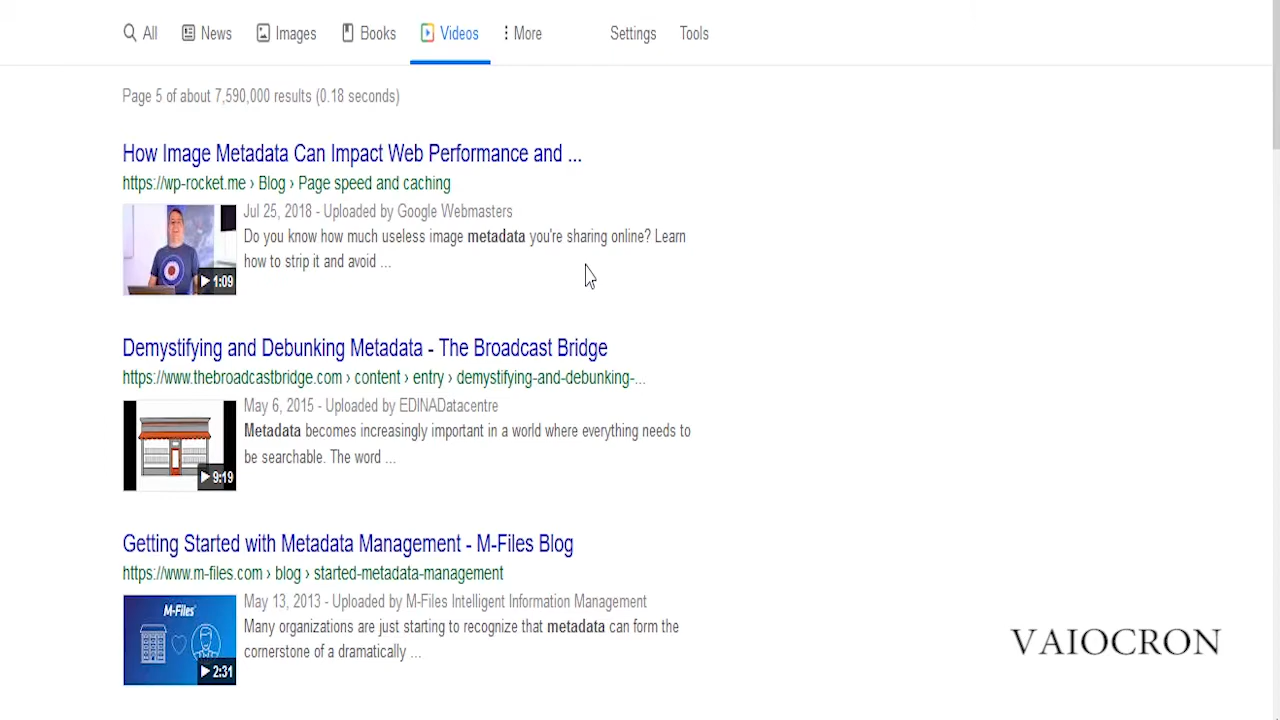 All News Images Books Videos More Settings Tools
Page 5 of about 7,590,000 results (0.18 seconds)
How Image Metadata Can Impact Web Performance and ...
https://wp-rocket.me › Blog › Page speed and caching
Jul 25, 2018 - Uploaded by Google Webmasters
Do you know how much useless image metadata you're sharing online? Learn
how to strip it and avoid ...
1:09
Demystifying and Debunking Metadata - The Broadcast Bridge
https://www.thebroadcastbridge.com › content › entry › demystifying-and-debunking-...
May 6, 2015 - Uploaded by EDINADatacentre
Metadata becomes increasingly important in a world where everything needs to
be searchable. The word ...
9:19
Getting Started with Metadata Management - M-Files Blog
https://www.m-files.com › blog › started-metadata-management
May 13, 2013 - Uploaded by M-Files Intelligent Information Management
M-Files
Many organizations are just starting to recognize that metadata can form the
cornerstone of a dramatically ...
2:31
VAIOCRON